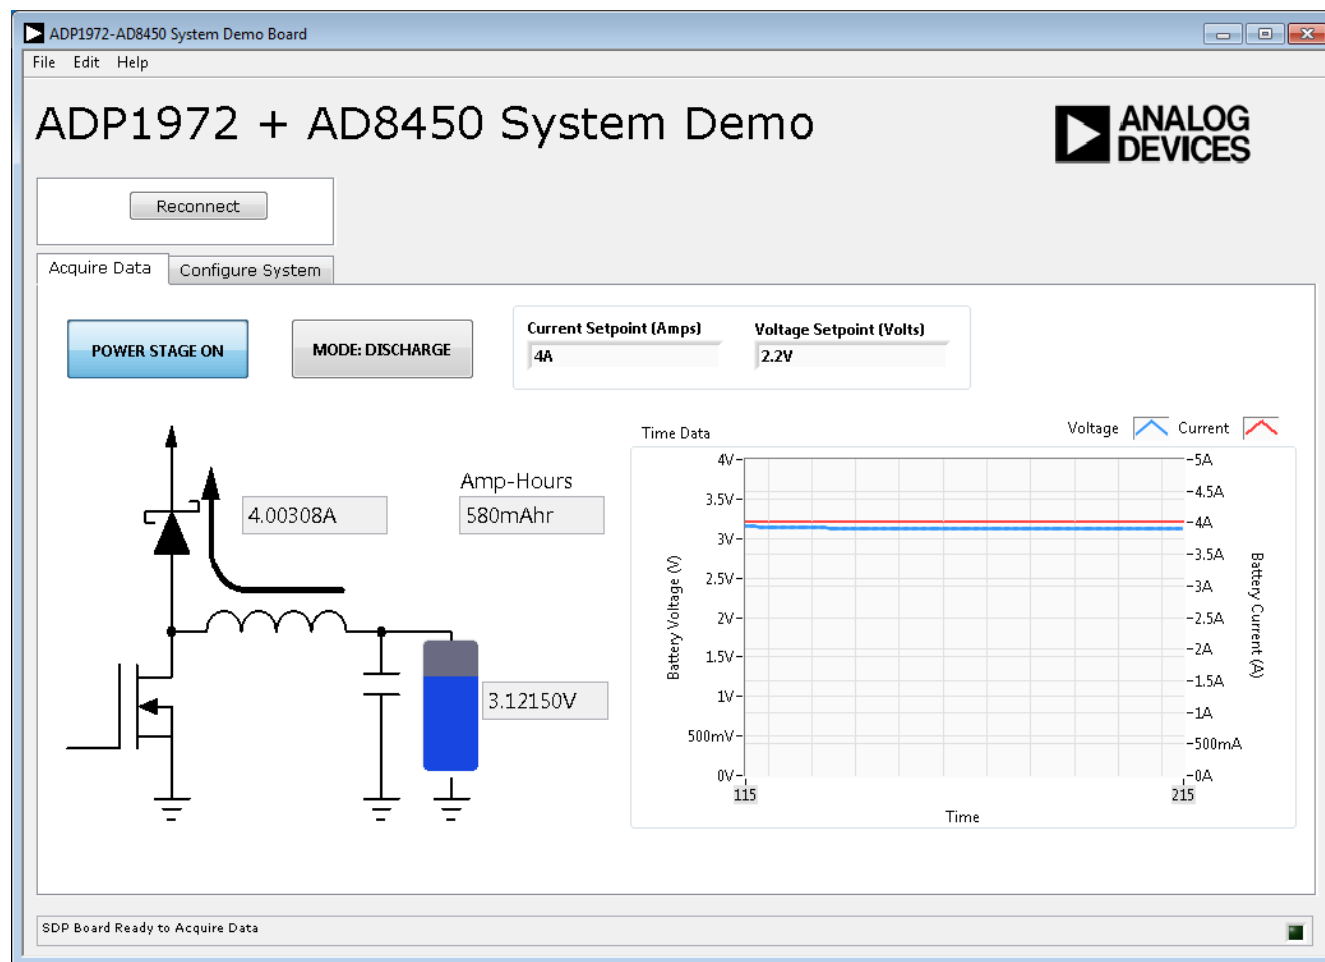 ADP1972-AD8450 System Demo Board
File Edit Help
ADP1972 + AD8450 System Demo
ANALOG
DEVICES
Reconnect
Acquire Data Configure System
POWER STAGE ON
MODE: DISCHARGE
Current Setpoint (Amps)
4A
Voltage Setpoint (Volts)
2.2V
4.00308A
Amp-Hours
580mAhr
3.12150V
Time Data
Voltage
Current
4V
3.5V
3V
2.5V
2V
1.5V
1V
500mV
0V
Battery Voltage (V)
5A
4.5A
4A
3.5A
3A
2.5A
2A
1.5A
1A
500mA
0A
Battery Current (A)
115
215
Time
SDP Board Ready to Acquire Data